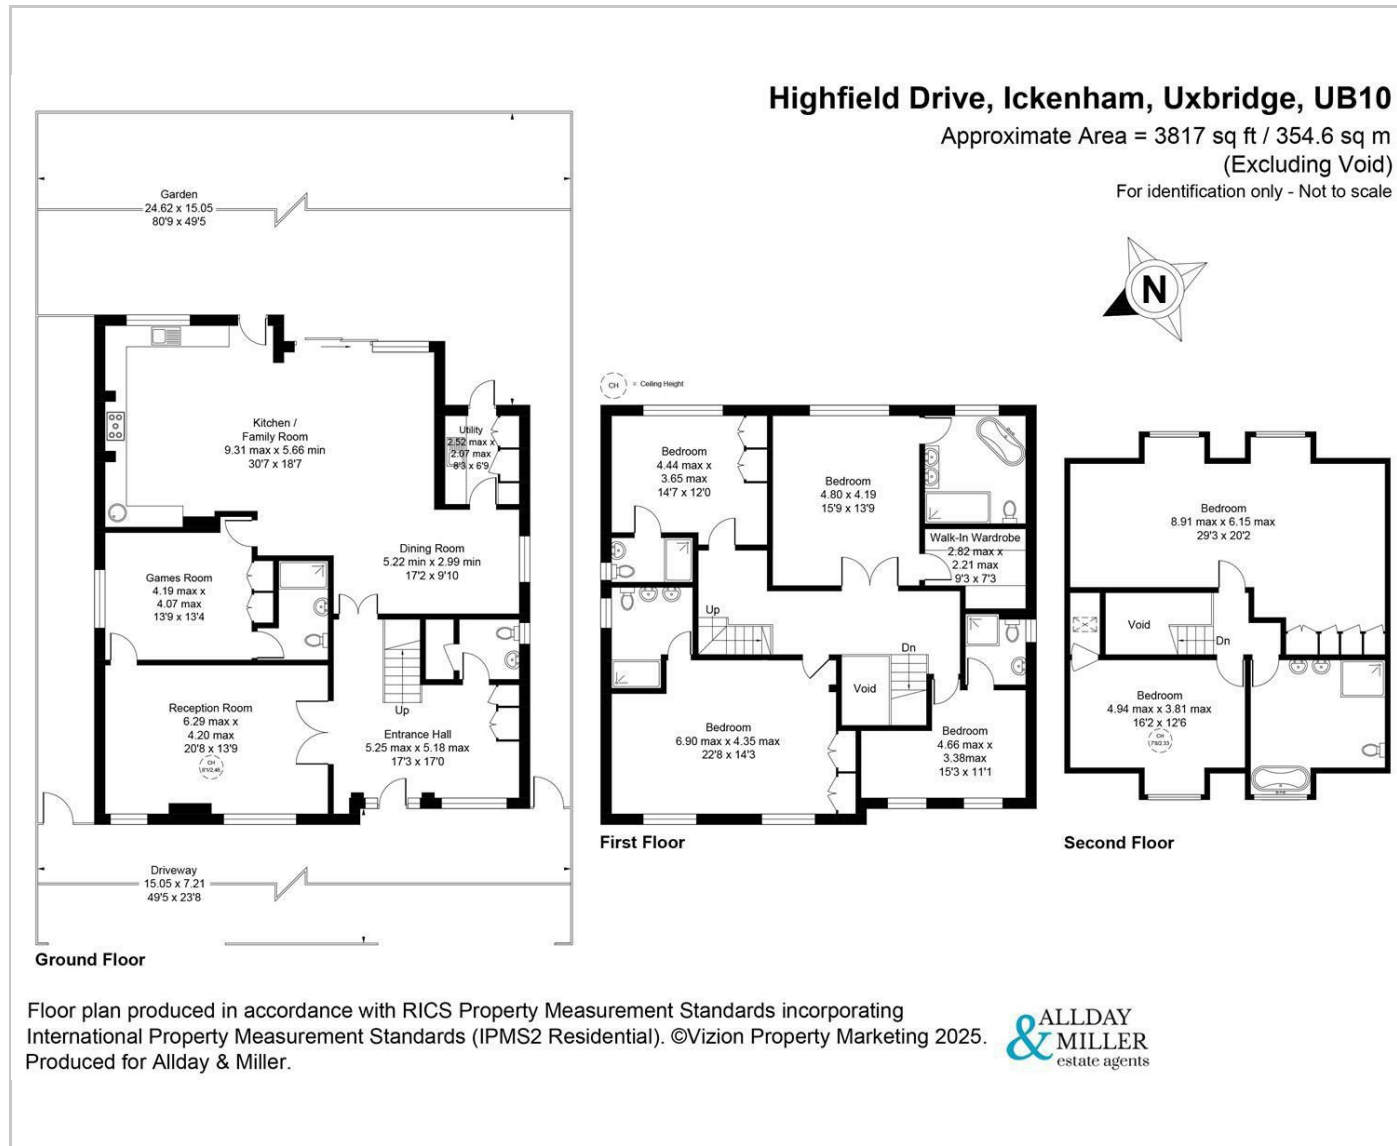 Highfield Drive, Ickenham, Uxbridge, UB10
Approximate Area = 3817 sq ft / 354.6 sq m
(Excluding Void)
For identification only - Not to scale
N
Garden
24.62 x 15.05
80'9 x 49'5
Kitchen /
Family Room
9.31 max x 5.66 min
30'7 x 18'7
Utility
2.52 max x
2.07 max
8'3 x 6'9
Dining Room
5.22 min x 2.99 min
17'2 x 9'10
Games Room
4.19 max x
4.07 max
13'9 x 13'4
Reception Room
6.29 max x
4.20 max
20'8 x 13'9
CH
8'1/2.46
Up
Entrance Hall
5.25 max x 5.18 max
17'3 x 17'0
Driveway
15.05 x 7.21
49'5 x 23'8
Ground Floor
CH = Ceiling Height
Bedroom
4.44 max x
3.65 max
14'7 x 12'0
Bedroom
4.80 x 4.19
15'9 x 13'9
Walk-In Wardrobe
2.82 max x
2.21 max
9'3 x 7'3
Up
Dn
Void
Bedroom
6.90 max x 4.35 max
22'8 x 14'3
Bedroom
4.66 max x
3.38max
15'3 x 11'1
First Floor
Bedroom
8.91 max x 6.15 max
29'3 x 20'2
Void
Dn
Bedroom
4.94 max x 3.81 max
16'2 x 12'6
CH
7'8/2.33
Second Floor
Floor plan produced in accordance with RICS Property Measurement Standards incorporating
International Property Measurement Standards (IPMS2 Residential). ©Vizion Property Marketing 2025.
Produced for Allday & Miller.
ALLDAY
& MILLER
estate agents